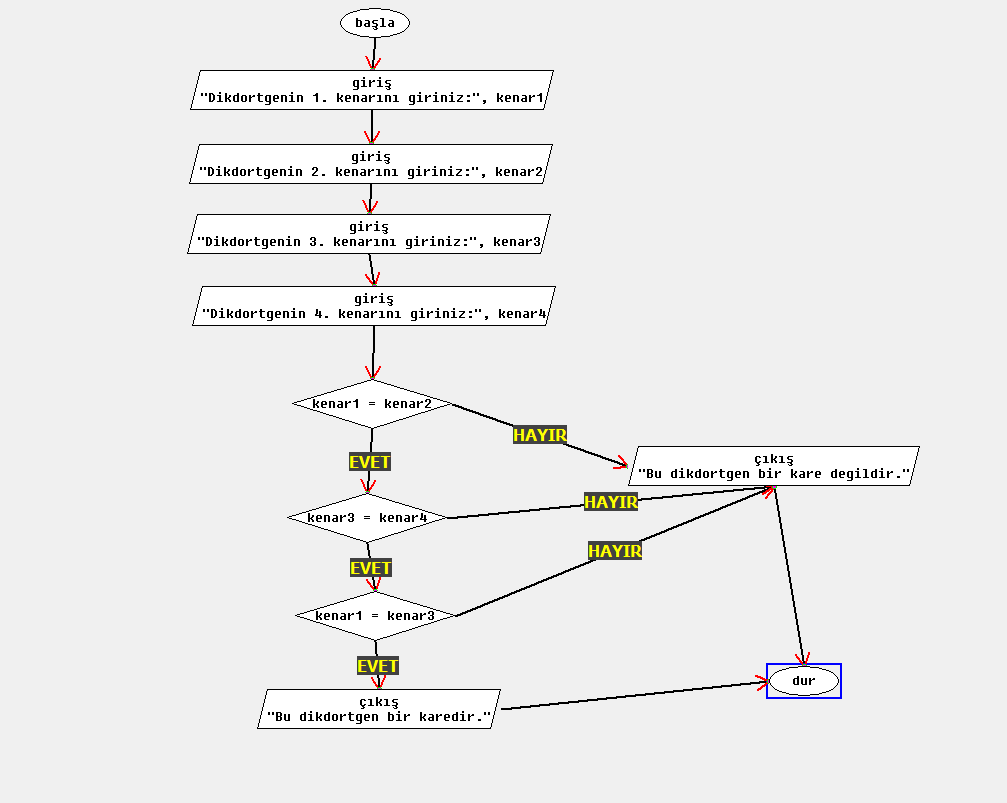 başla
giriş
"Dikdortgenin 1. kenarını giriniz:", kenar1
giriş
"Dikdortgenin 2. kenarını giriniz:", kenar2
giriş
"Dikdortgenin 3. kenarını giriniz:", kenar3
giriş
"Dikdortgenin 4. kenarını giriniz:", kenar4
kenar1 = kenar2
HAYIR
EVET
çıkış
"Bu dikdortgen bir kare degildir."
kenar3 = kenar4
HAYIR
EVET
kenar1 = kenar3
HAYIR
EVET
çıkış
"Bu dikdortgen bir karedir."
dur